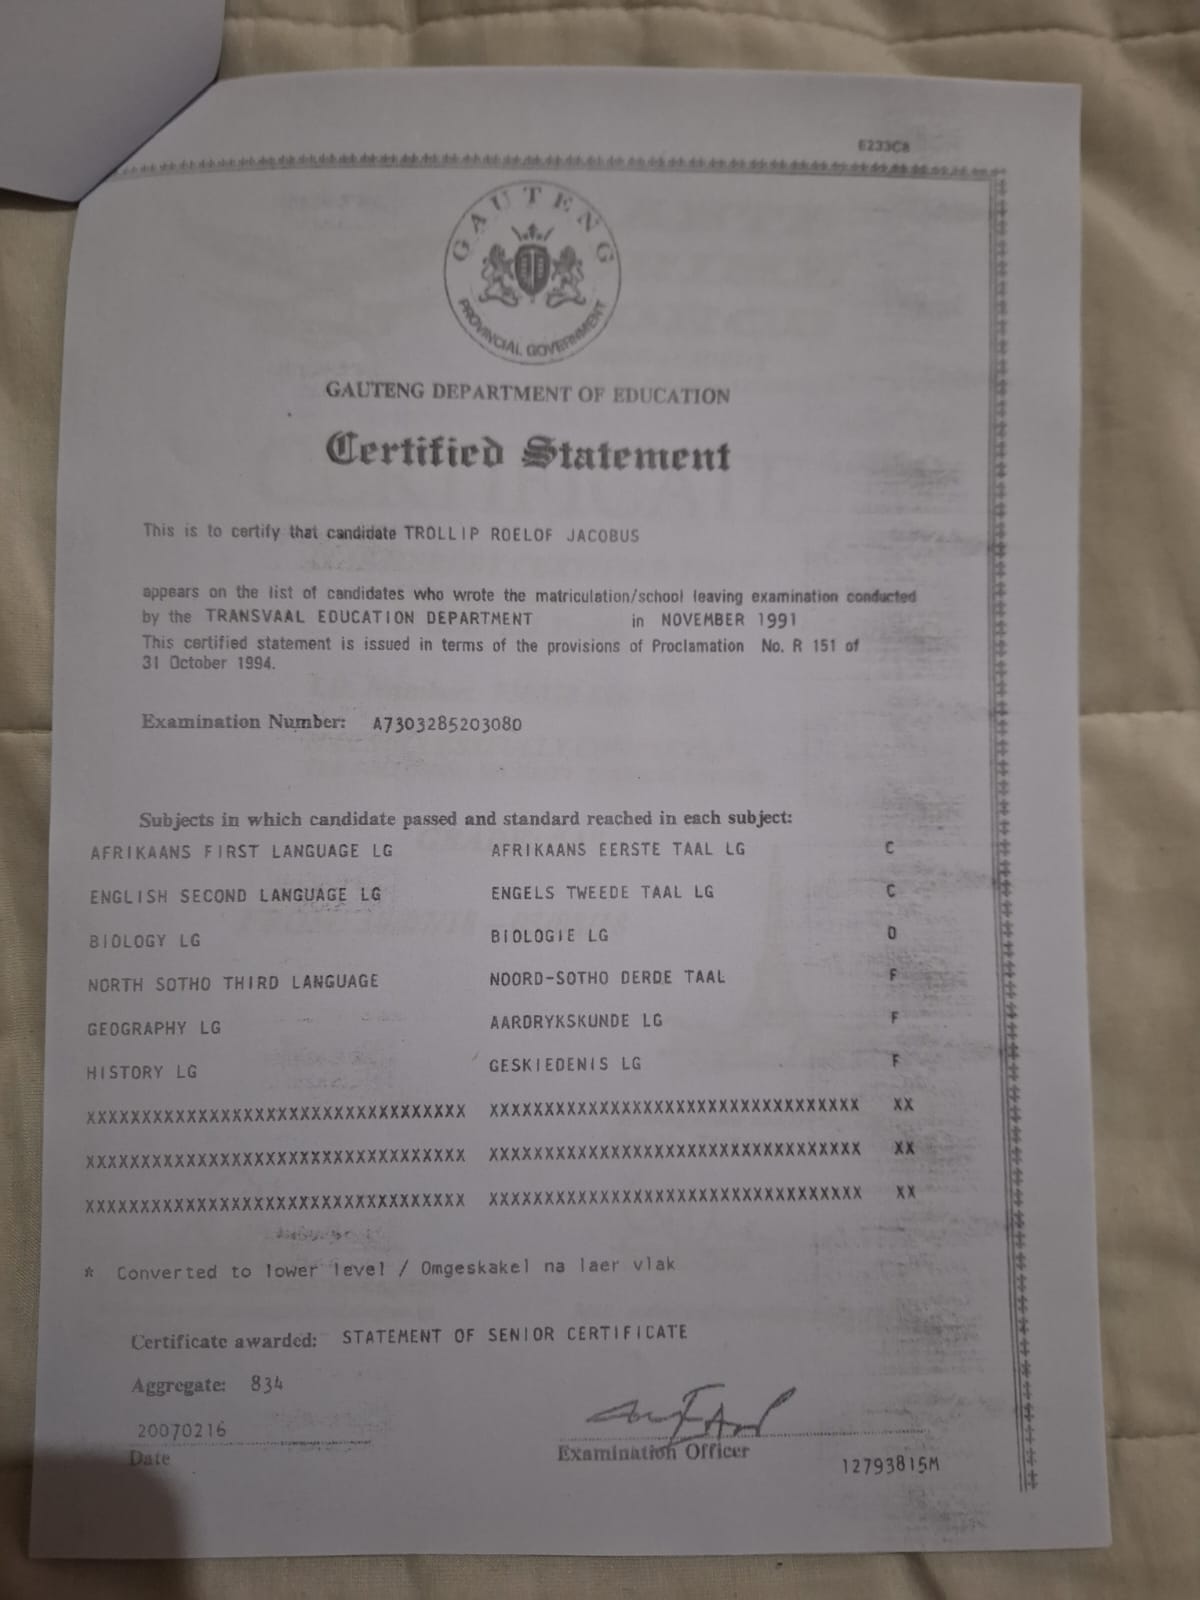 E233C8
GAUTENG
PROVINCIAL GOVERNMENT
GAUTENG DEPARTMENT OF EDUCATION
Certified Statement
This is to certify that candidate TROLLIP ROELOF JACOBUS
appears on the list of candidates who wrote the matriculation/school leaving examination conducted
by the TRANSVAAL EDUCATION DEPARTMENT in NOVEMBER 1991
This certified statement is issued in terms of the provisions of Proclamation No. R 151 of
31 October 1994.
Examination Number: A7303285203080
Subjects in which candidate passed and standard reached in each subject:
AFRIKAANS FIRST LANGUAGE LG AFRIKAANS EERSTE TAAL LG C
ENGLISH SECOND LANGUAGE LG ENGELS TWEEDE TAAL LG C
BIOLOGY LG BIOLOGIE LG D
NORTH SOTHO THIRD LANGUAGE NOORD-SOTHO DERDE TAAL F
GEOGRAPHY LG AARDRYKSKUNDE LG F
HISTORY LG GESKIEDENIS LG F
XXXXXXXXXXXXXXXXXXXXXXXXXXXXXXXXXX XXXXXXXXXXXXXXXXXXXXXXXXXXXXXXXXX XX
XXXXXXXXXXXXXXXXXXXXXXXXXXXXXXXXXX XXXXXXXXXXXXXXXXXXXXXXXXXXXXXXXXX XX
XXXXXXXXXXXXXXXXXXXXXXXXXXXXXXXXXX XXXXXXXXXXXXXXXXXXXXXXXXXXXXXXXXX XX
* Converted to lower level / Omgeskakel na laer vlak
Certificate awarded: STATEMENT OF SENIOR CERTIFICATE
Aggregate: 834
20070216
Date
Examination Officer
12793815M